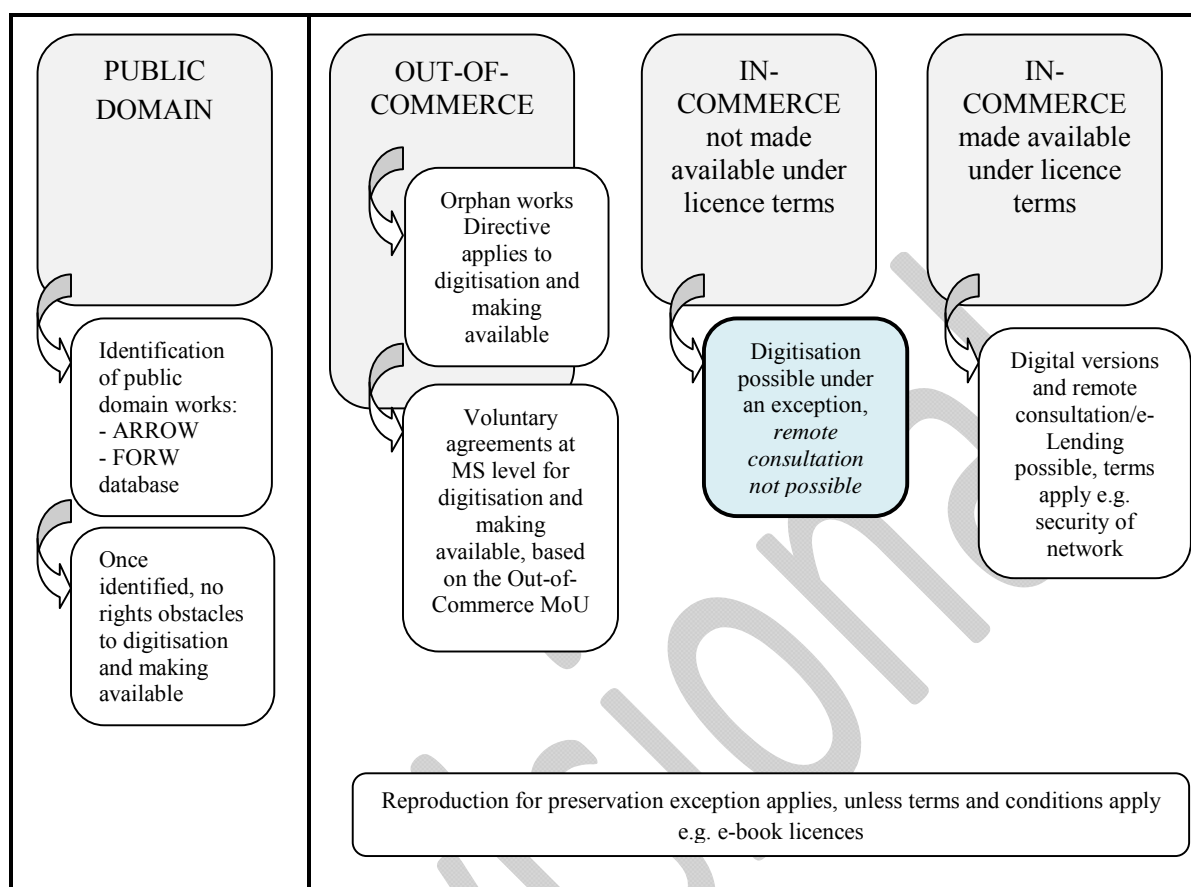 PUBLIC
DOMAIN
Identification
of public
domain works:
- ARROW
- FORW
database
Once
identified, no
rights obstacles
to digitisation
and making
available
OUT-OF-
COMMERCE
Orphan works
Directive
applies to
digitisation and
making
available
Voluntary
agreements at
MS level for
digitisation and
making
available, based
on the Out-of-
Commerce MoU
IN-
COMMERCE
not made
available under
licence terms
Digitisation
possible under
an exception,
remote
consultation
not possible
IN-
COMMERCE
made available
under licence
terms
Digital versions
and remote
consultation/e-
Lending
possible, terms
apply e.g.
security of
network
Reproduction for preservation exception applies, unless terms and conditions apply
e.g. e-book licences